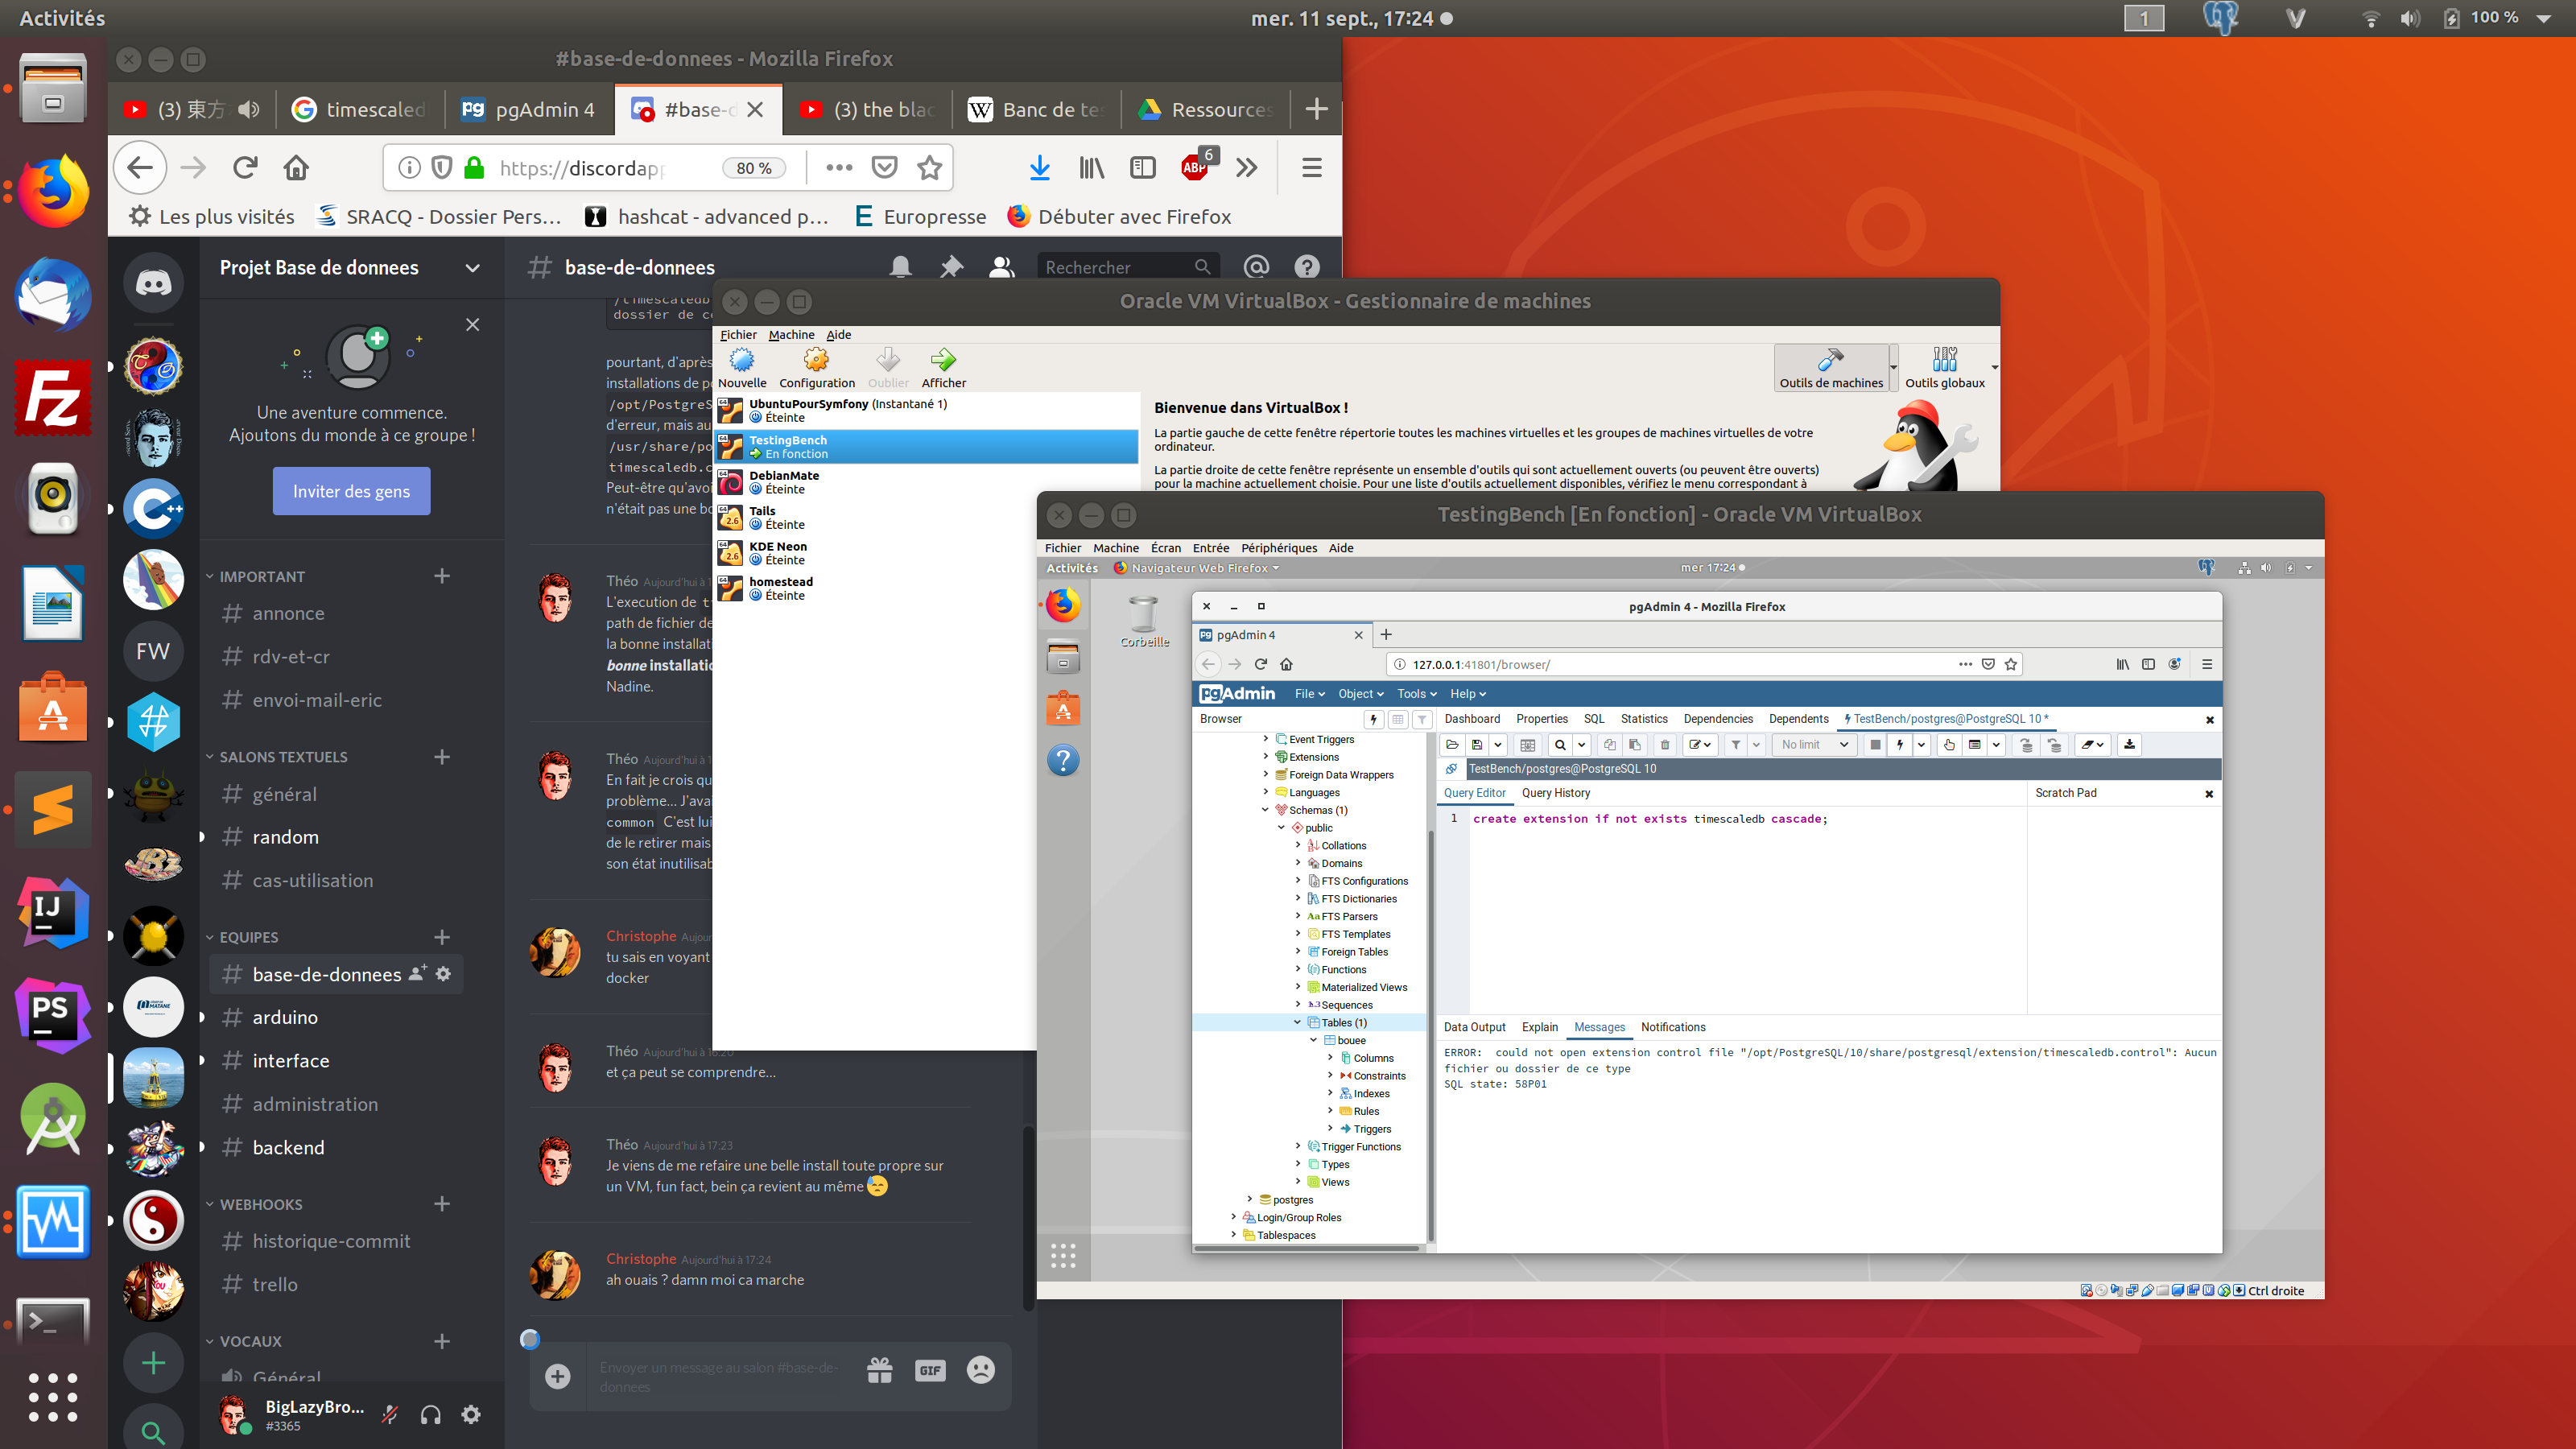 Activités
mer. 11 sept., 17:24
1
100 %
#base-de-donnees - Mozilla Firefox
(3) 東方
timescaled
pgAdmin 4
#base-d
(3) the blac
Banc de te
Ressources
https://discordapp
80 %
ABP
6
Les plus visités
SRACQ - Dossier Pers…
hashcat - advanced p…
Europresse
Débuter avec Firefox
Projet Base de donnees
base-de-donnees
Rechercher
Une aventure commence.
Ajoutons du monde à ce groupe !
Inviter des gens
FW
IMPORTANT
annonce
rdv-et-cr
envoi-mail-eric
SALONS TEXTUELS
général
random
cas-utilisation
EQUIPES
base-de-donnees
arduino
interface
administration
backend
WEBHOOKS
historique-commit
trello
VOCAUX
Général
BigLazyBro...
#3365
/timescaledb
dossier de c
pourtant, d'après
installations de p
/opt/PostgreS
d'erreur, mais au
/usr/share/po
timescaledb.c
Peut-être qu'avoi
n'était pas une bo
Théo Aujourd'hui à 1
L'execution de t
path de fichier de
la bonne installat
bonne installatio
Nadine.
Théo Aujourd'hui à 1
En fait je crois qu
problème... J'avai
common C'est lui
de le retirer mais
son état inutilisab
Christophe Aujour
tu sais en voyant
docker
Théo Aujourd'hui à 16:20
et ça peut se comprendre...
Théo Aujourd'hui à 17:23
Je viens de me refaire une belle install toute propre sur
un VM, fun fact, bein ça revient au même
Christophe Aujourd'hui à 17:24
ah ouais ? damn moi ca marche
Envoyer un message au salon #base-de-
donnees
GIF
Oracle VM VirtualBox - Gestionnaire de machines
Fichier Machine Aide
Nouvelle
Configuration
Oublier
Afficher
Outils de machines
Outils globaux
UbuntuPourSymfony (Instantané 1)
Éteinte
TestingBench
En fonction
DebianMate
Éteinte
Tails
Éteinte
KDE Neon
Éteinte
homestead
Éteinte
Bienvenue dans VirtualBox !
La partie gauche de cette fenêtre répertorie toutes les machines virtuelles et les groupes de machines virtuelles de votre
ordinateur.
La partie droite de cette fenêtre représente un ensemble d'outils qui sont actuellement ouverts (ou peuvent être ouverts)
pour la machine actuellement choisie. Pour une liste d'outils actuellement disponibles, vérifiez le menu correspondant à
TestingBench [En fonction] - Oracle VM VirtualBox
Fichier Machine Écran Entrée Périphériques Aide
Activités
Navigateur Web Firefox
mer 17:24
Corbeille
pgAdmin 4 - Mozilla Firefox
pgAdmin 4
127.0.0.1:41801/browser/
pgAdmin File Object Tools Help
Browser
Dashboard Properties SQL Statistics Dependencies Dependents TestBench/postgres@PostgreSQL 10 *
No limit
TestBench/postgres@PostgreSQL 10
Query Editor Query History
Scratch Pad
1 create extension if not exists timescaledb cascade;
Event Triggers
Extensions
Foreign Data Wrappers
Languages
Schemas (1)
public
Collations
Domains
FTS Configurations
FTS Dictionaries
FTS Parsers
FTS Templates
Foreign Tables
Functions
Materialized Views
Sequences
Tables (1)
bouee
Columns
Constraints
Indexes
Rules
Triggers
Trigger Functions
Types
Views
postgres
Login/Group Roles
Tablespaces
Data Output Explain Messages Notifications
ERROR: could not open extension control file "/opt/PostgreSQL/10/share/postgresql/extension/timescaledb.control": Aucun
fichier ou dossier de ce type
SQL state: 58P01
Ctrl droite